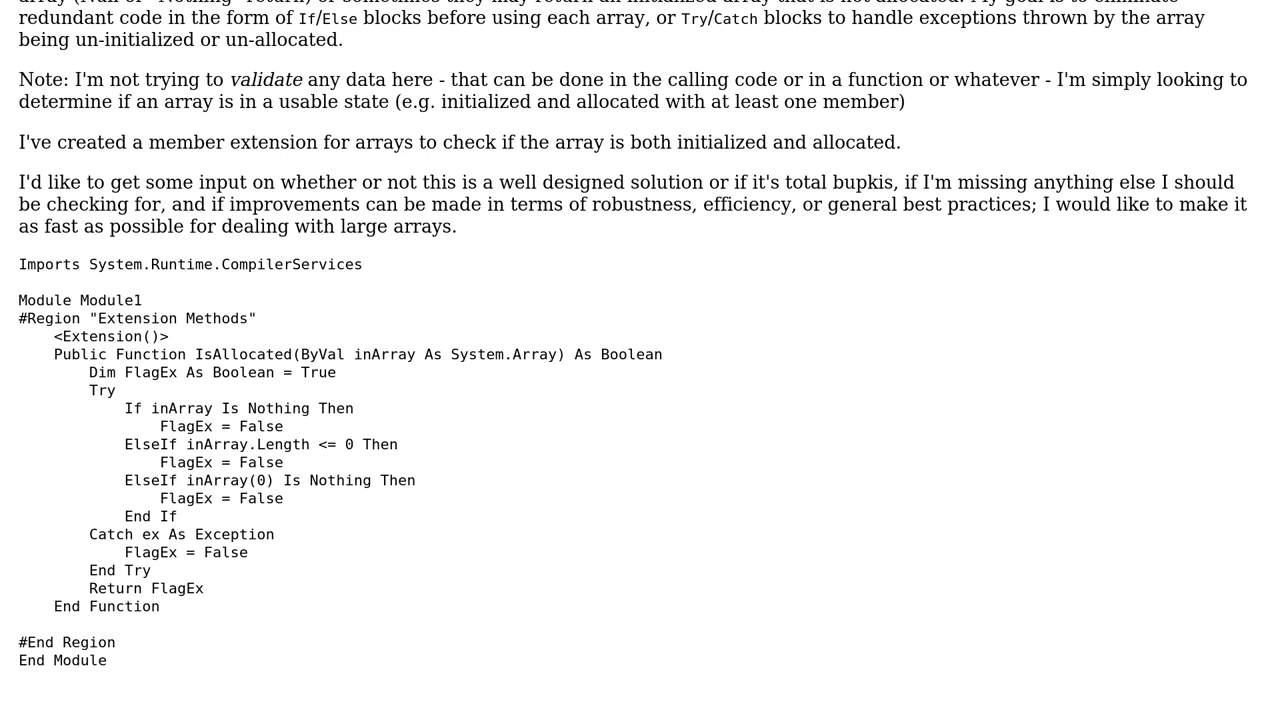 redundant code in the form of If/Else blocks before using each array, or Try/Catch blocks to handle exceptions thrown by the array
being un-initialized or un-allocated.
Note: I'm not trying to validate any data here - that can be done in the calling code or in a function or whatever - I'm simply looking to
determine if an array is in a usable state (e.g. initialized and allocated with at least one member)
I've created a member extension for arrays to check if the array is both initialized and allocated.
I'd like to get some input on whether or not this is a well designed solution or if it's total bupkis, if I'm missing anything else I should
be checking for, and if improvements can be made in terms of robustness, efficiency, or general best practices; I would like to make it
as fast as possible for dealing with large arrays.
Imports System.Runtime.CompilerServices
Module Module1
#Region "Extension Methods"
    <Extension()>
    Public Function IsAllocated(ByVal inArray As System.Array) As Boolean
        Dim FlagEx As Boolean = True
        Try
            If inArray Is Nothing Then
                FlagEx = False
            ElseIf inArray.Length <= 0 Then
                FlagEx = False
            ElseIf inArray(0) Is Nothing Then
                FlagEx = False
            End If
        Catch ex As Exception
            FlagEx = False
        End Try
        Return FlagEx
    End Function
#End Region
End Module